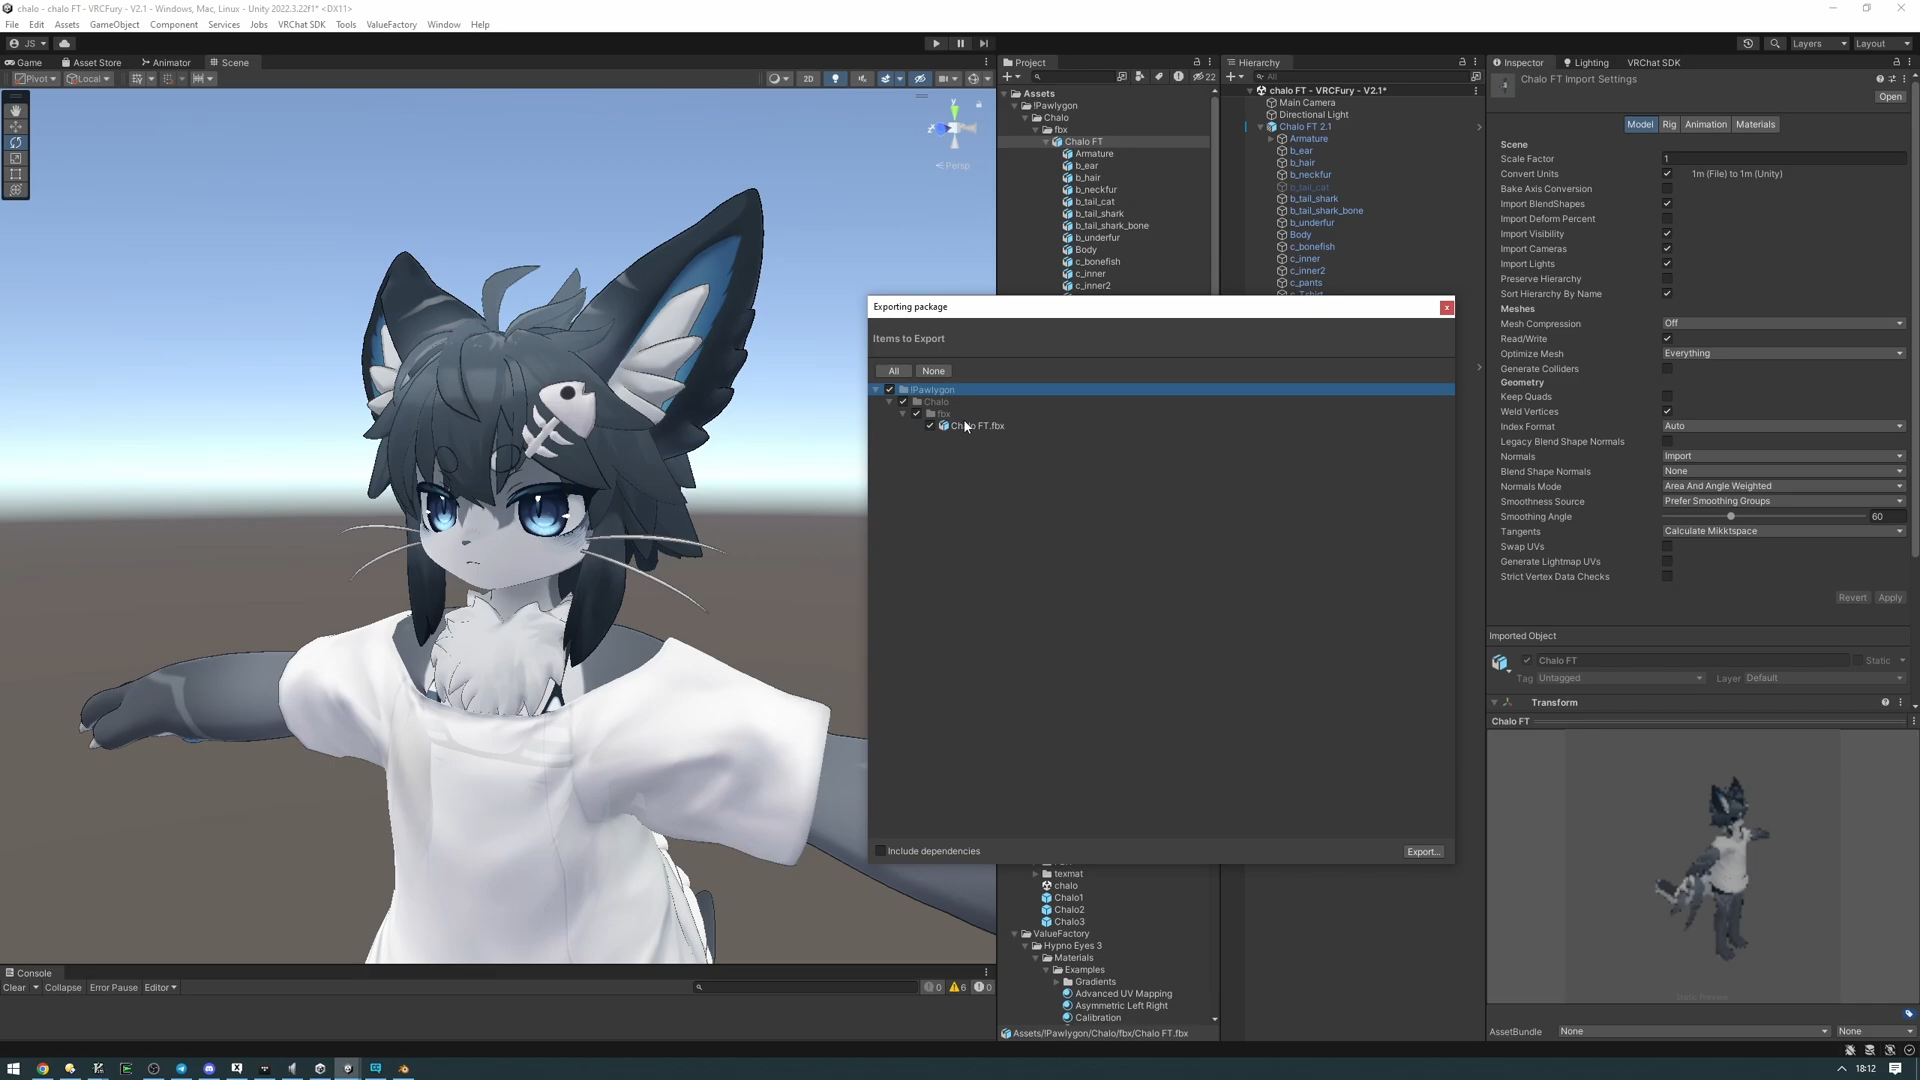 chalo - chalo FT - VRCFury - V2.1 - Windows, Mac, Linux - Unity 2022.3.22f1* <DX11>
File Edit Assets GameObject Component Services Jobs VRChat SDK Tools ValueFactory Window Help
JS
Layers
Layout
Game
Asset Store
Animator
Scene
Pivot
Local
2D
y
z
Persp
Project
22
Assets
!Pawlygon
Chalo
fbx
Chalo FT
Armature
b_ear
b_hair
b_neckfur
b_tail_cat
b_tail_shark
b_tail_shark_bone
b_underfur
Body
c_bonefish
c_inner
c_inner2
Hierarchy
All
chalo FT - VRCFury - V2.1*
Main Camera
Directional Light
Chalo FT 2.1
Armature
b_ear
b_hair
b_neckfur
b_tail_cat
b_tail_shark
b_tail_shark_bone
b_underfur
Body
c_bonefish
c_inner
c_inner2
c_pants
Exporting package
x
Items to Export
All
None
!Pawlygon
Chalo
fbx
Chalo FT.fbx
Include dependencies
Export...
texmat
chalo
Chalo1
Chalo2
Chalo3
ValueFactory
Hypno Eyes 3
Materials
Examples
Gradients
Advanced UV Mapping
Asymmetric Left Right
Calibration
Assets/!Pawlygon/Chalo/fbx/Chalo FT.fbx
Inspector
Lighting
VRChat SDK
Chalo FT Import Settings
Open
Model Rig Animation Materials
Scene
Scale Factor 1
Convert Units 1m (File) to 1m (Unity)
Bake Axis Conversion
Import BlendShapes
Import Deform Percent
Import Visibility
Import Cameras
Import Lights
Preserve Hierarchy
Sort Hierarchy By Name
Meshes
Mesh Compression Off
Read/Write
Optimize Mesh Everything
Generate Colliders
Geometry
Keep Quads
Weld Vertices
Index Format Auto
Legacy Blend Shape Normals
Normals Import
Blend Shape Normals None
Normals Mode Area And Angle Weighted
Smoothness Source Prefer Smoothing Groups
Smoothing Angle 60
Tangents Calculate Mikktspace
Swap UVs
Generate Lightmap UVs
Strict Vertex Data Checks
Revert Apply
Imported Object
Chalo FT Static
Tag Untagged Layer Default
Transform
Chalo FT
Static Preview
AssetBundle None None
Console
Clear Collapse Error Pause Editor
0 6 0
18:12